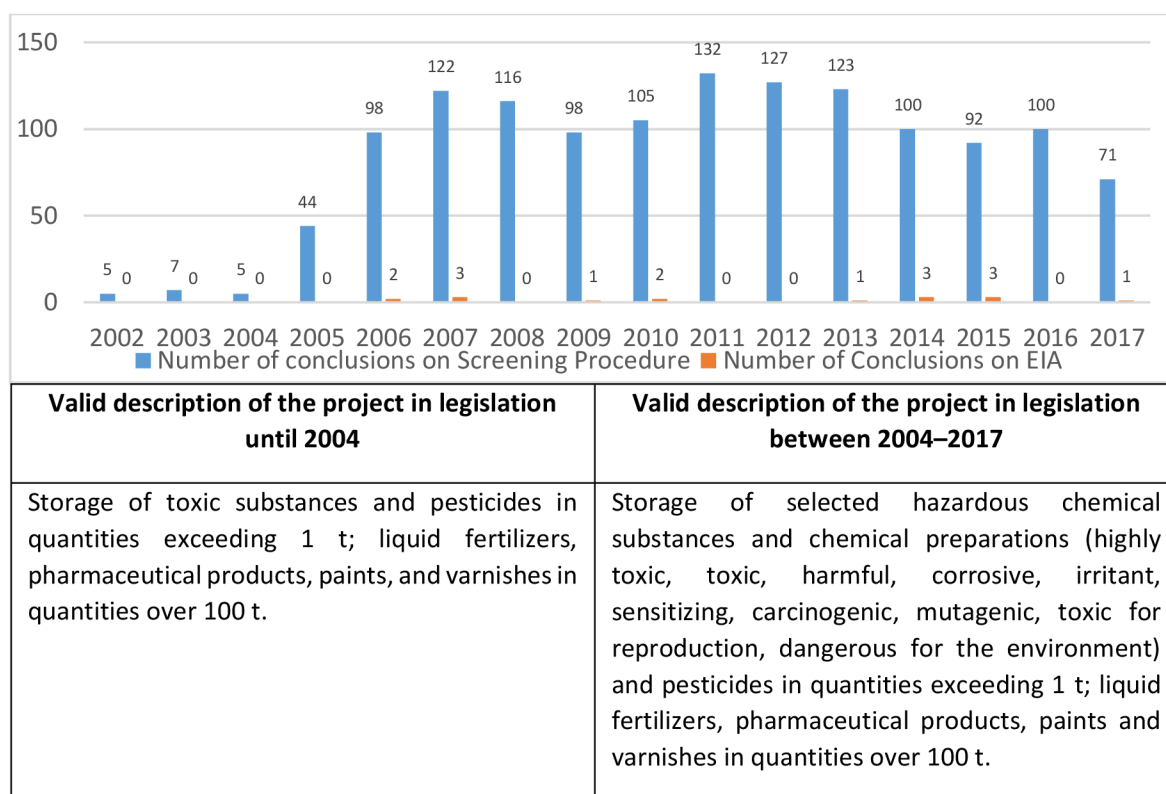 150
132
127
123
122
116
105
98
98
100
100
92
100
71
44
50
5
7
5
2
3
2
3
3
0
0
0
0
0
1
0
0
1
0
1
0
2002 2003 2004 2005 2006 2007 2008 2009 2010 2011 2012 2013 2014 2015 2016 2017
Number of conclusions on Screening Procedure
Number of Conclusions on EIA
Valid description of the project in legislation
until 2004
Valid description of the project in legislation
between 2004–2017
Storage of toxic substances and pesticides in
quantities exceeding 1 t; liquid fertilizers,
pharmaceutical products, paints, and varnishes in
quantities over 100 t.
Storage of selected hazardous chemical
substances and chemical preparations (highly
toxic, toxic, harmful, corrosive, irritant,
sensitizing, carcinogenic, mutagenic, toxic for
reproduction, dangerous for the environment)
and pesticides in quantities exceeding 1 t; liquid
fertilizers, pharmaceutical products, paints and
varnishes in quantities over 100 t.